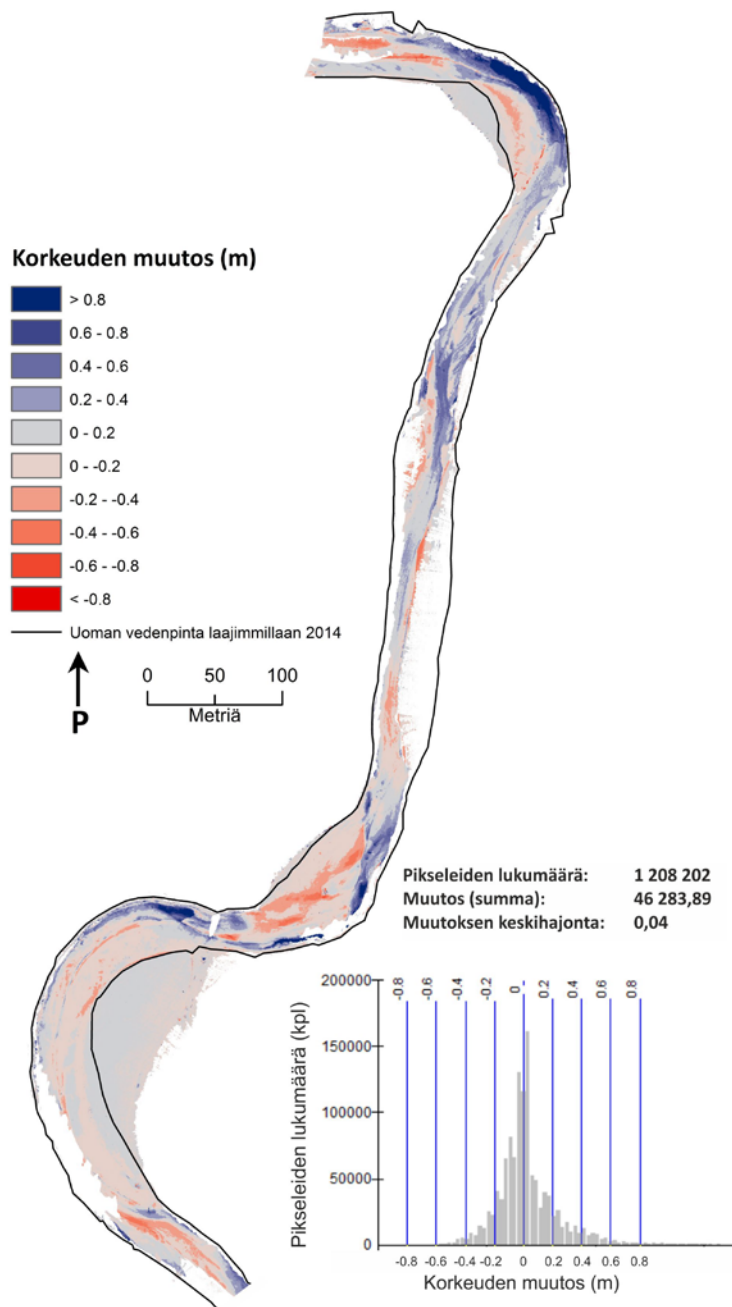 Korkeuden muutos (m)
> 0.8
0.6 - 0.8
0.4 - 0.6
0.2 - 0.4
0 - 0.2
0 - -0.2
-0.2 - -0.4
-0.4 - -0.6
-0.6 - -0.8
< -0.8
Uoman vedenpinta laajimmillaan 2014
P
0 50 100
Metriä
Pikseleiden lukumäärä: 1 208 202
Muutos (summa): 46 283,89
Muutoksen keskihajonta: 0,04
Pikseleiden lukumäärä (kpl)
200000
150000
100000
50000
0
-0.8 -0.6 -0.4 -0.2 0 0.2 0.4 0.6 0.8
-0.8 -0.6 -0.4 -0.2 0 0.2 0.4 0.6 0.8
Korkeuden muutos (m)